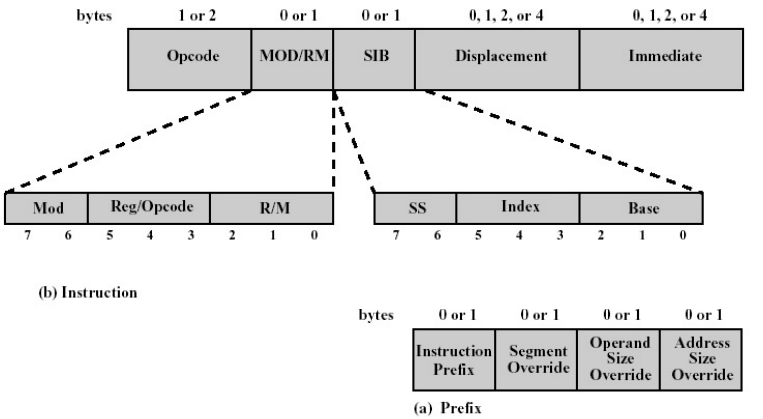 bytes 1 or 2 0 or 1 0 or 1 0, 1, 2, or 4 0, 1, 2, or 4
Opcode MOD/RM SIB Displacement Immediate
Mod Reg/Opcode R/M SS Index Base
7 6 5 4 3 2 1 0 7 6 5 4 3 2 1 0
(b) Instruction
bytes 0 or 1 0 or 1 0 or 1 0 or 1
Instruction
Prefix
Segment
Override
Operand
Size
Override
Address
Size
Override
(a) Prefix